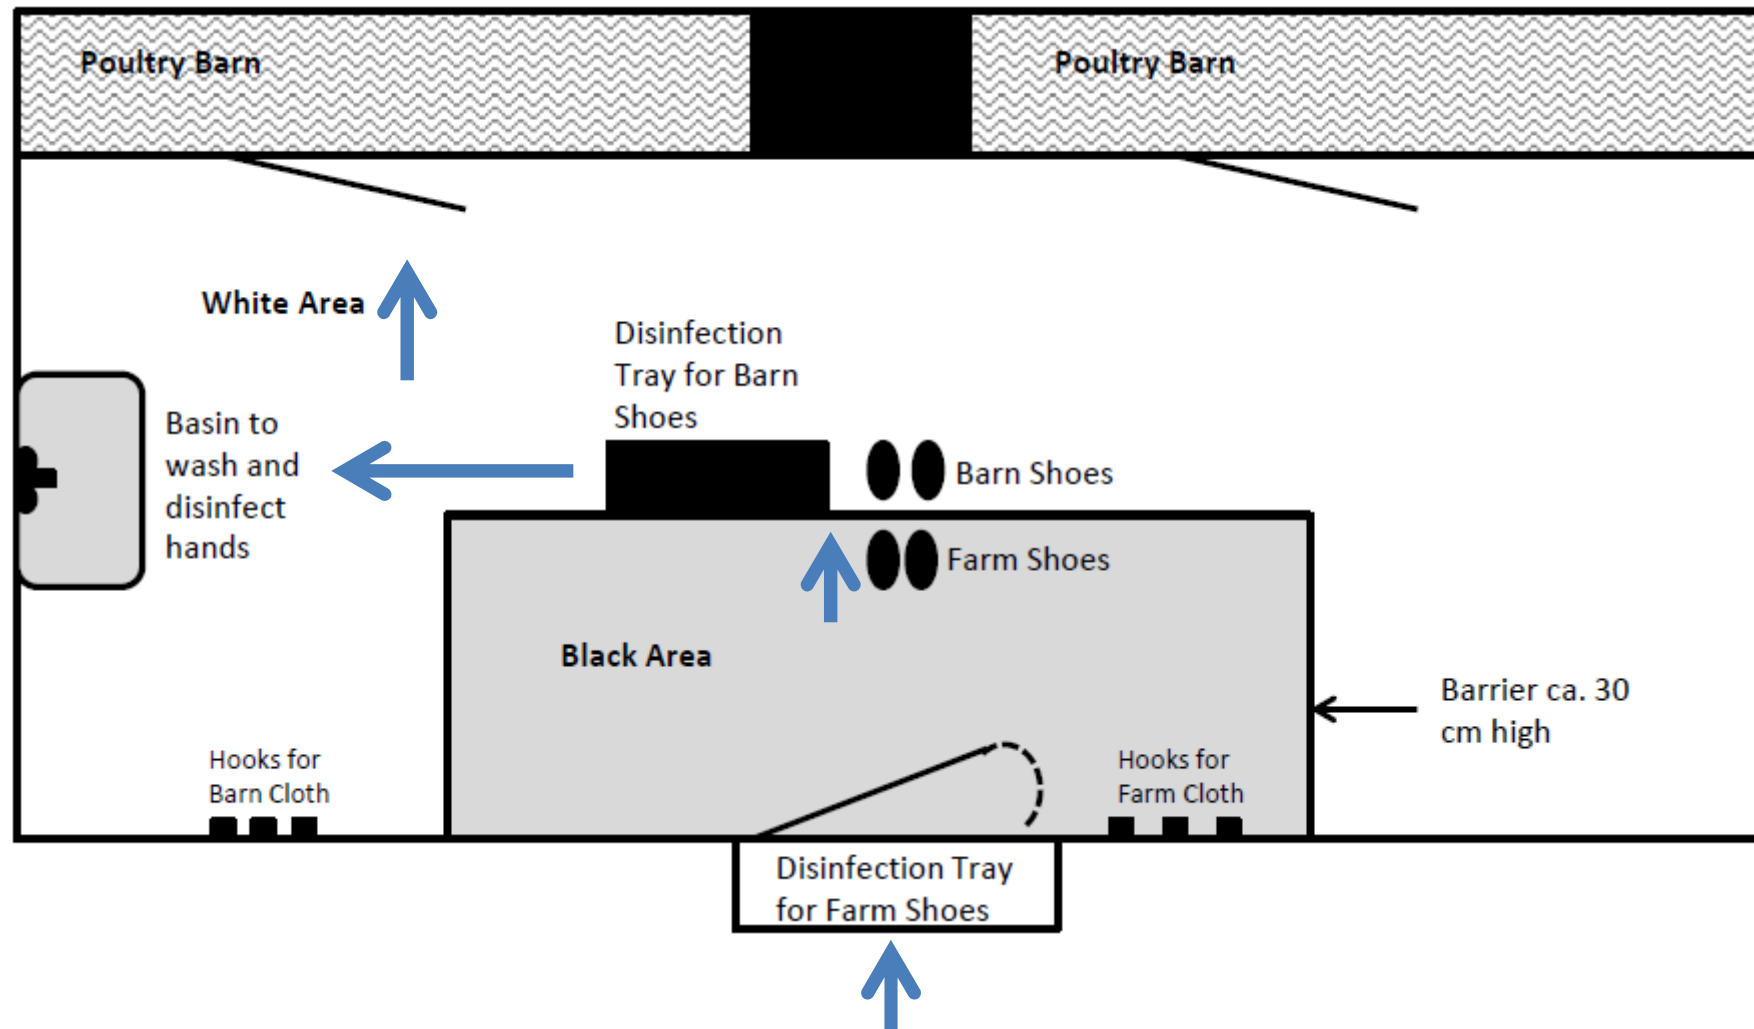 Poultry Barn
Poultry Barn
White Area
Disinfection
Tray for Barn
Shoes
Basin to
wash and
disinfect
hands
Barn Shoes
Farm Shoes
Black Area
Barrier ca. 30
cm high
Hooks for
Barn Cloth
Hooks for
Farm Cloth
Disinfection Tray
for Farm Shoes